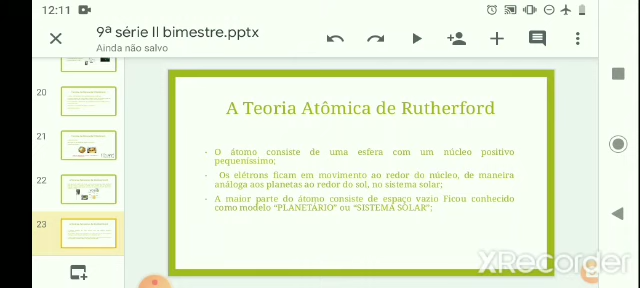 12:11
9ª série II bimestre.pptx
Ainda não salvo
20
21
22
23
A Teoria Atômica de Rutherford
- O átomo consiste de uma esfera com um núcleo positivo
pequeníssimo;
- Os elétrons ficam em movimento ao redor do núcleo, de maneira
análoga aos planetas ao redor do sol, no sistema solar;
- A maior parte do átomo consiste de espaço vazio Ficou conhecido
como modelo “PLANETÁRIO” ou “SISTEMA SOLAR”;
XRecorder